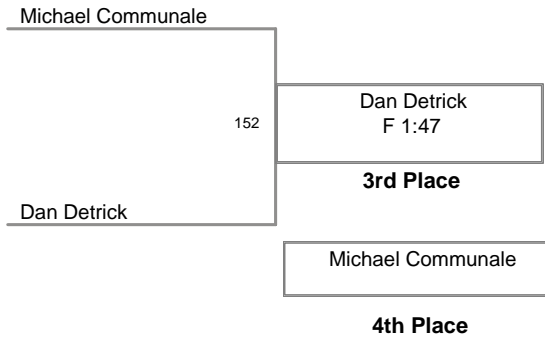 Michael Communale
152
Dan Detrick
F 1:47
3rd Place
Dan Detrick
Michael Communale
4th Place